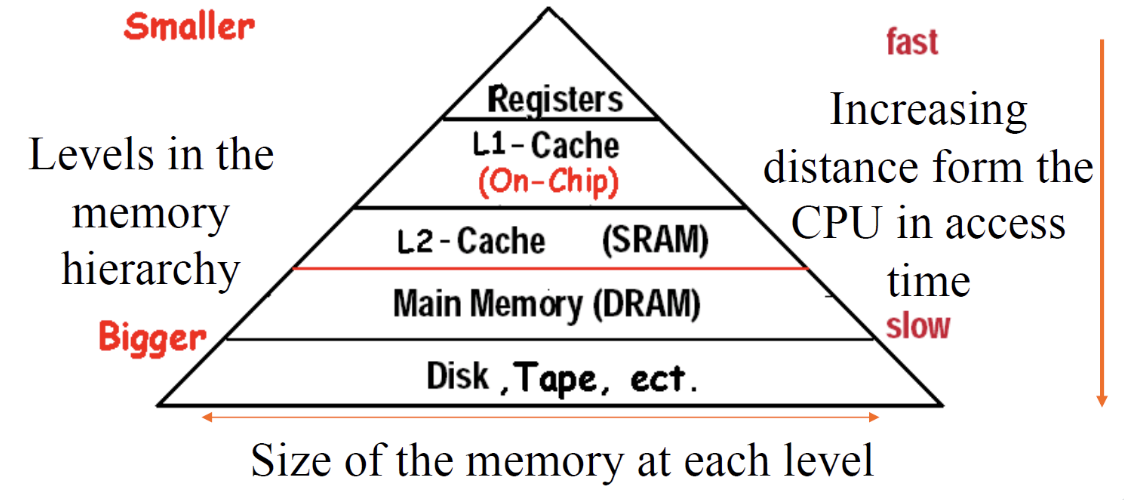 Smaller
fast
Registers
Increasing
L1-Cache
Levels in the
(On-Chip)
distance form the
memory
CPU in access
L2-Cache (SRAM)
hierarchy
time
Main Memory (DRAM)
Bigger
slow
Disk ,Tape, ect.
Size of the memory at each level